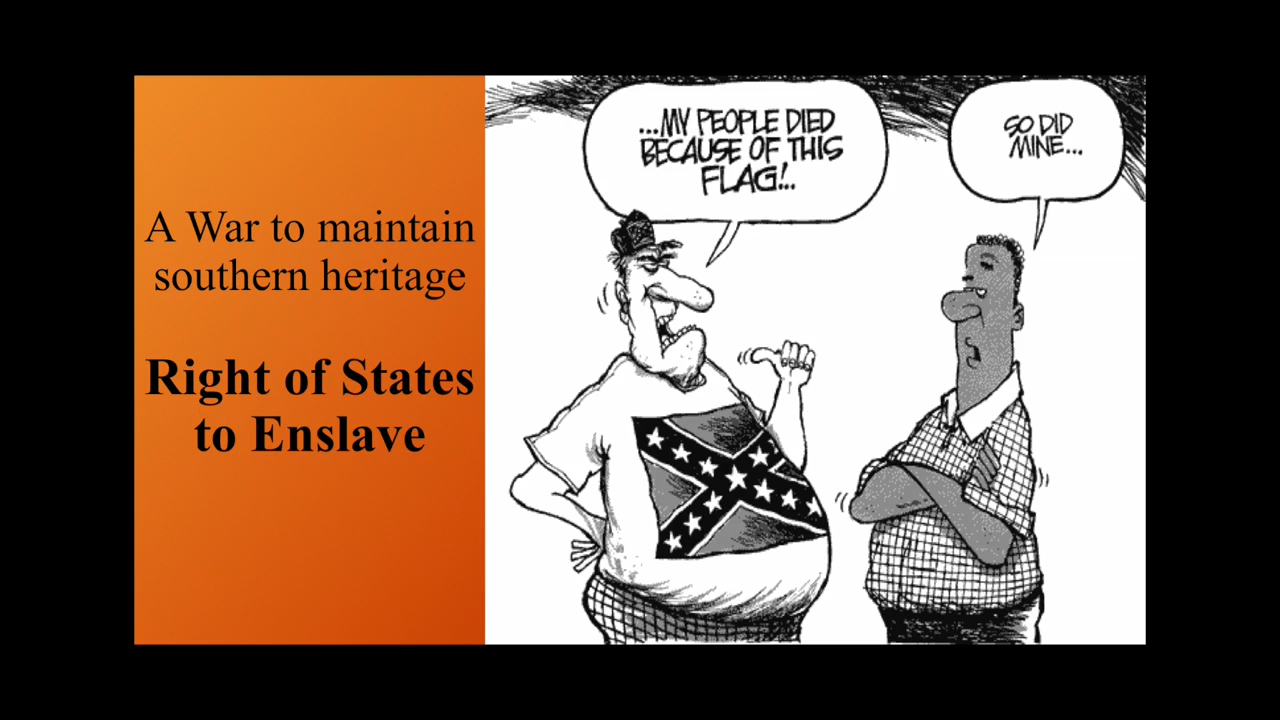 A War to maintain
southern heritage
Right of States
to Enslave
...MY PEOPLE DIED
BECAUSE OF THIS
FLAG!..
SO DID
MINE...